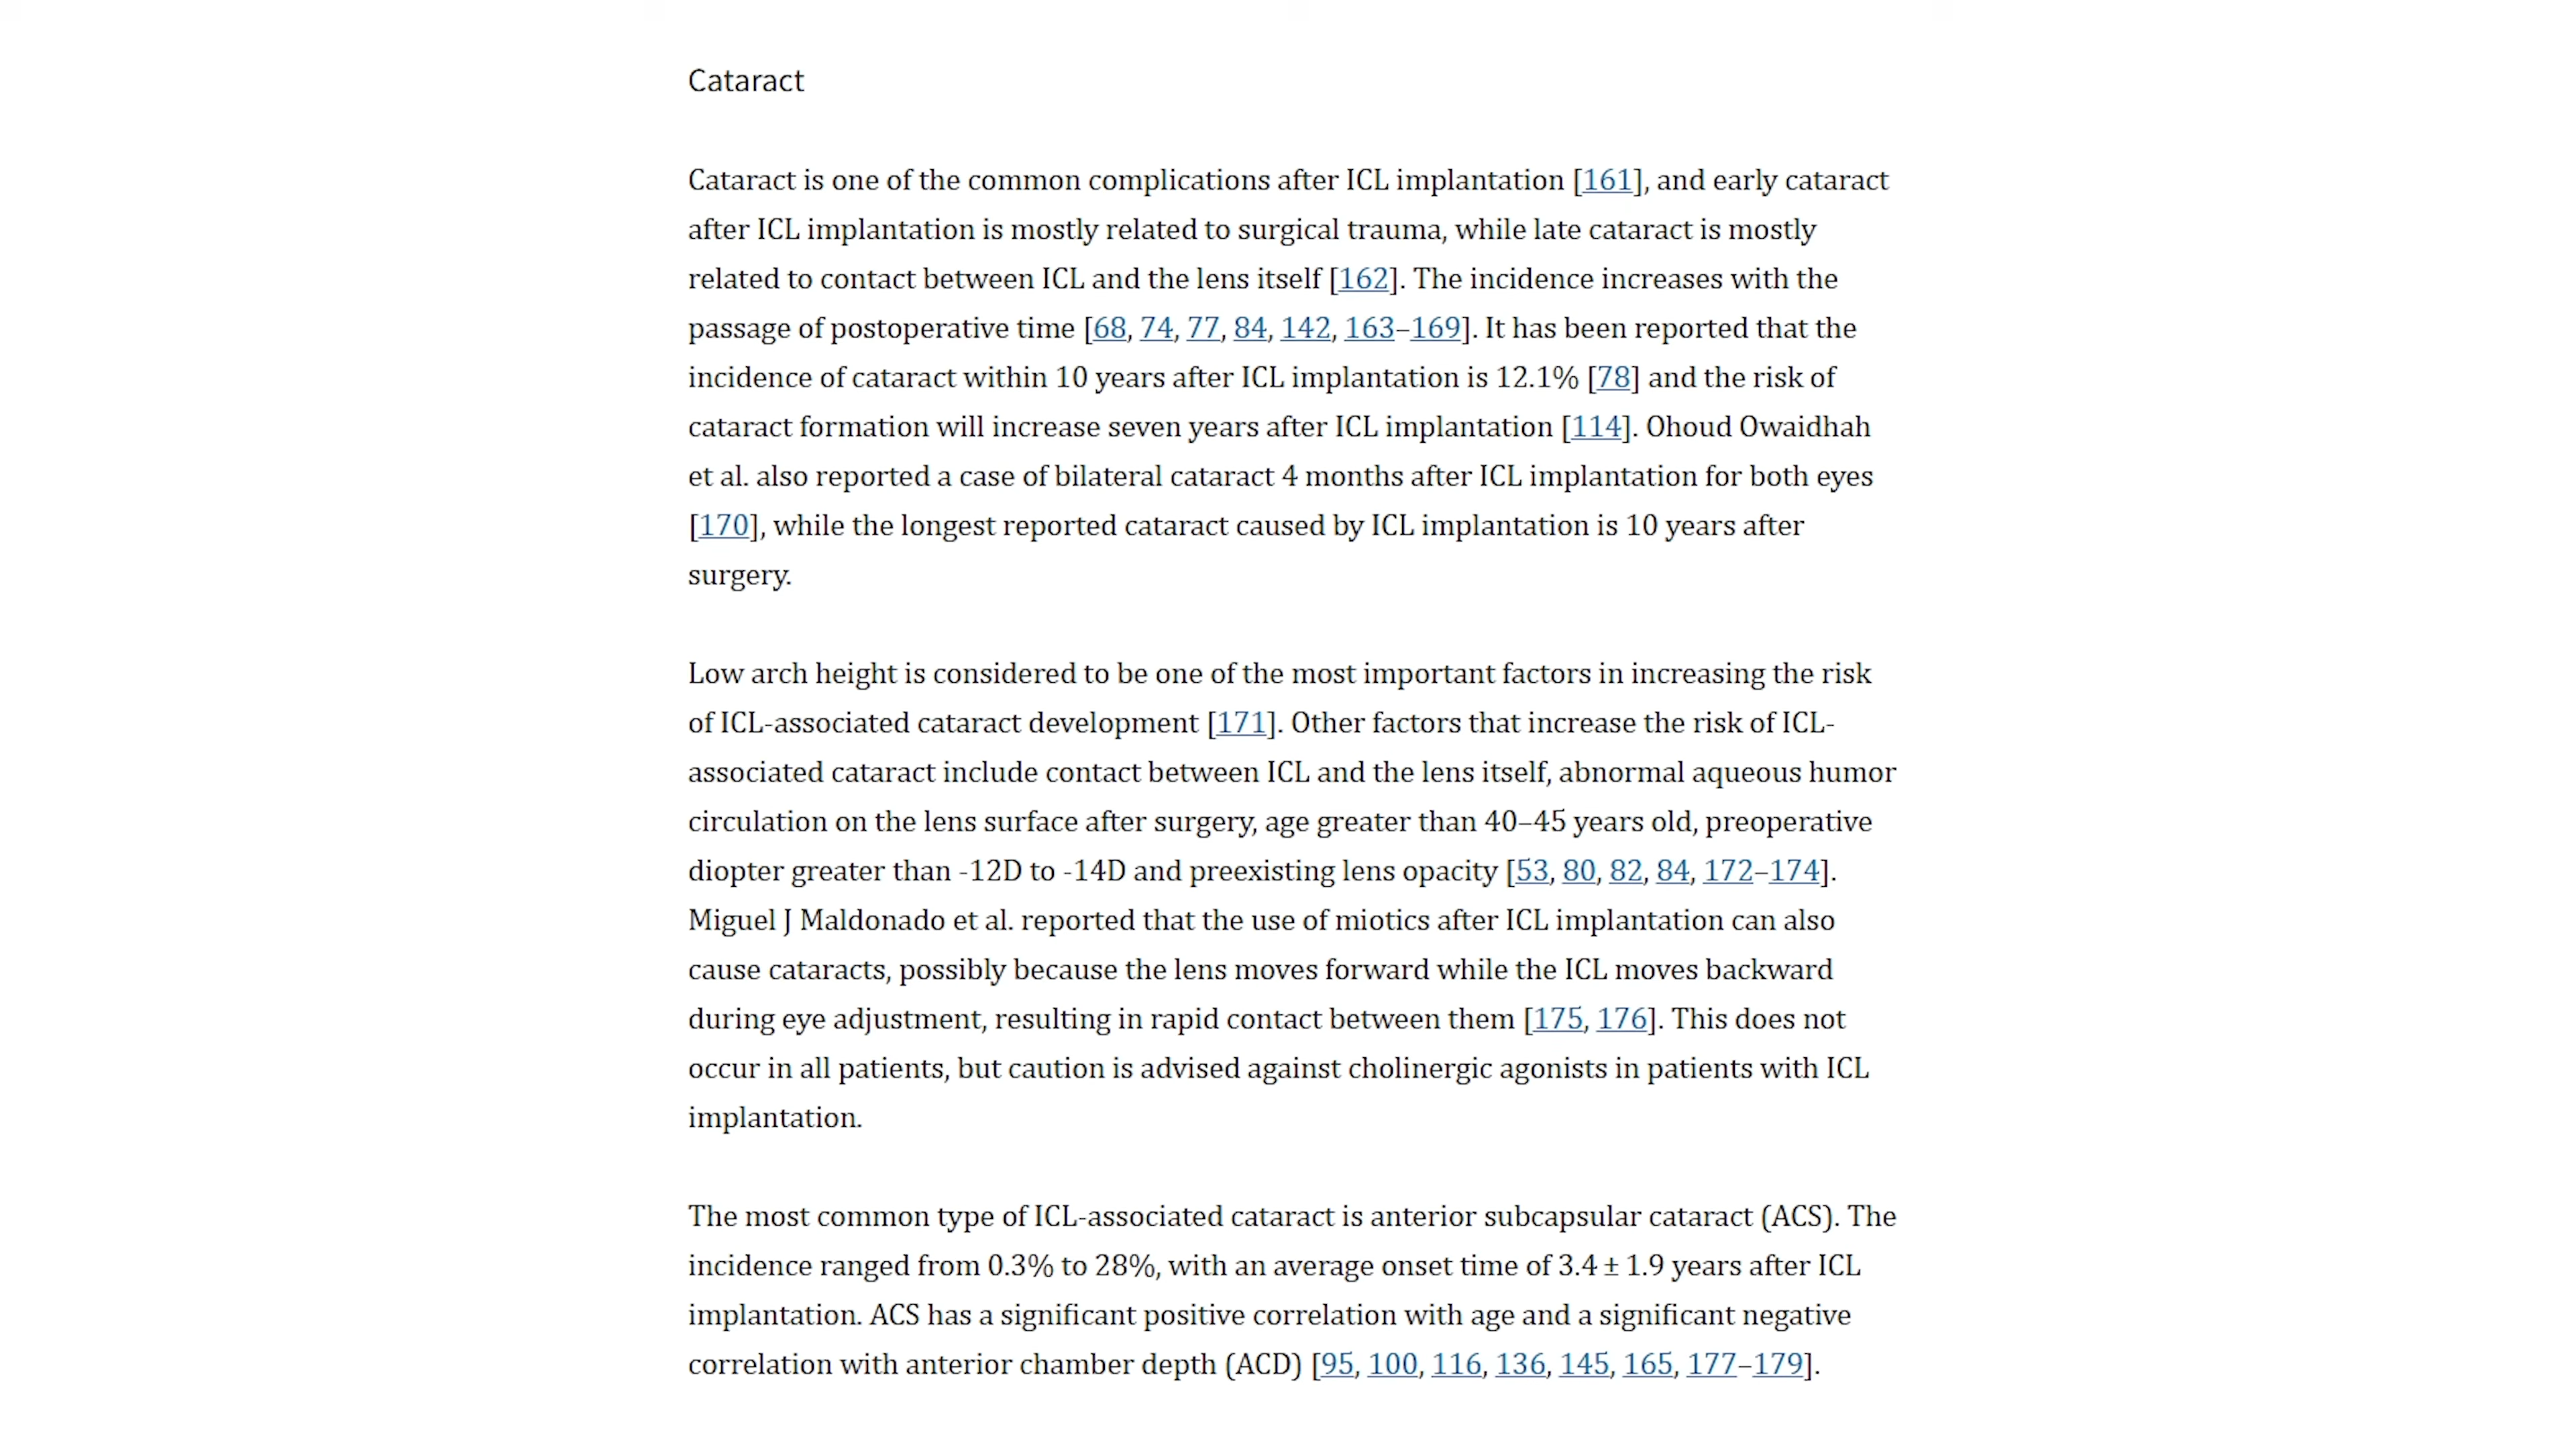 Cataract
Cataract is one of the common complications after ICL implantation [161], and early cataract
after ICL implantation is mostly related to surgical trauma, while late cataract is mostly
related to contact between ICL and the lens itself [162]. The incidence increases with the
passage of postoperative time [68, 74, 77, 84, 142, 163–169]. It has been reported that the
incidence of cataract within 10 years after ICL implantation is 12.1% [78] and the risk of
cataract formation will increase seven years after ICL implantation [114]. Ohoud Owaidhah
et al. also reported a case of bilateral cataract 4 months after ICL implantation for both eyes
[170], while the longest reported cataract caused by ICL implantation is 10 years after
surgery.
Low arch height is considered to be one of the most important factors in increasing the risk
of ICL-associated cataract development [171]. Other factors that increase the risk of ICL-
associated cataract include contact between ICL and the lens itself, abnormal aqueous humor
circulation on the lens surface after surgery, age greater than 40–45 years old, preoperative
diopter greater than -12D to -14D and preexisting lens opacity [53, 80, 82, 84, 172–174].
Miguel J Maldonado et al. reported that the use of miotics after ICL implantation can also
cause cataracts, possibly because the lens moves forward while the ICL moves backward
during eye adjustment, resulting in rapid contact between them [175, 176]. This does not
occur in all patients, but caution is advised against cholinergic agonists in patients with ICL
implantation.
The most common type of ICL-associated cataract is anterior subcapsular cataract (ACS). The
incidence ranged from 0.3% to 28%, with an average onset time of 3.4 ± 1.9 years after ICL
implantation. ACS has a significant positive correlation with age and a significant negative
correlation with anterior chamber depth (ACD) [95, 100, 116, 136, 145, 165, 177–179].